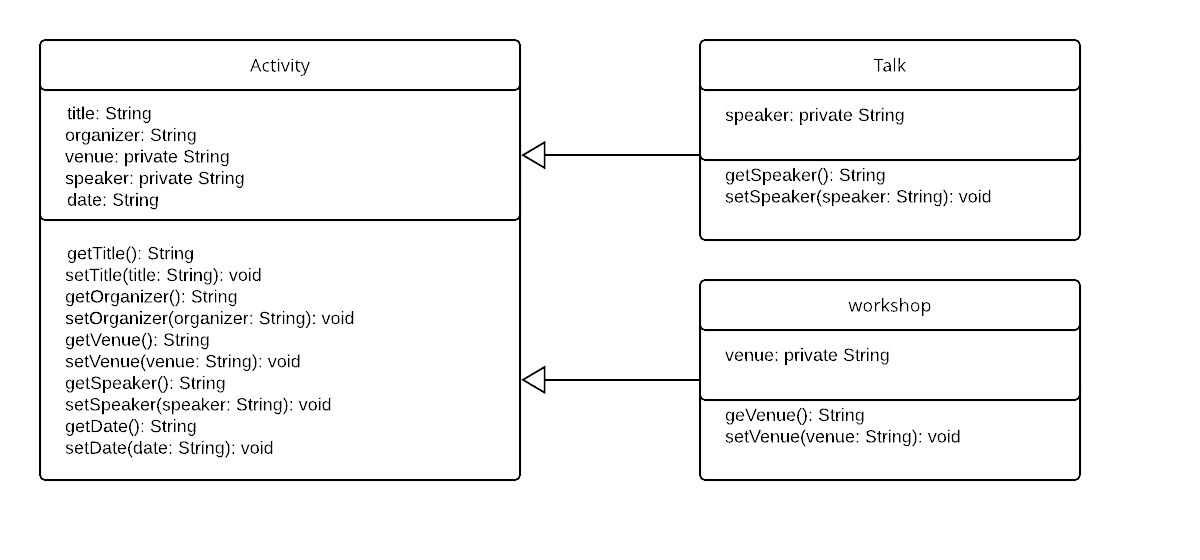 Activity
title: String
organizer: String
venue: private String
speaker: private String
date: String
getTitle(): String
setTitle(title: String): void
getOrganizer(): String
setOrganizer(organizer: String): void
getVenue(): String
setVenue(venue: String): void
getSpeaker(): String
setSpeaker(speaker: String): void
getDate(): String
setDate(date: String): void
Talk
speaker: private String
getSpeaker(): String
setSpeaker(speaker: String): void
workshop
venue: private String
geVenue(): String
setVenue(venue: String): void